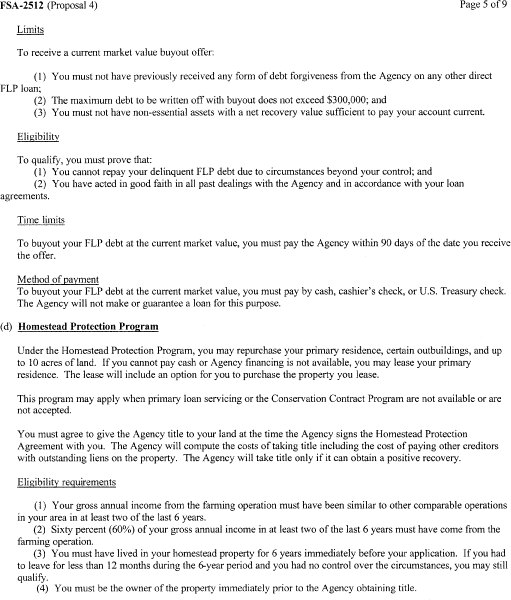 FSA-2512 (Proposal 4) Page 5 of 9
Limits
To receive a current market value buyout offer:
(1) You must not have previously received any form of debt forgiveness from the Agency on any other direct
FLP loan;
(2) The maximum debt to be written off with buyout does not exceed $300,000; and
(3) You must not have non-essential assets with a net recovery value sufficient to pay your account current.
Eligibility
To qualify, you must prove that:
(1) You cannot repay your delinquent FLP debt due to circumstances beyond your control; and
(2) You have acted in good faith in all past dealings with the Agency and in accordance with your loan
agreements.
Time limits
To buyout your FLP debt at the current market value, you must pay the Agency within 90 days of the date you receive
the offer.
Method of payment
To buyout your FLP debt at the current market value, you must pay by cash, cashier's check, or U.S. Treasury check.
The Agency will not make or guarantee a loan for this purpose.
(d) Homestead Protection Program
Under the Homestead Protection Program, you may repurchase your primary residence, certain outbuildings, and up
to 10 acres of land. If you cannot pay cash or Agency financing is not available, you may lease your primary
residence. The lease will include an option for you to purchase the property you lease.
This program may apply when primary loan servicing or the Conservation Contract Program are not available or are
not accepted.
You must agree to give the Agency title to your land at the time the Agency signs the Homestead Protection
Agreement with you. The Agency will compute the costs of taking title including the cost of paying other creditors
with outstanding liens on the property. The Agency will take title only if it can obtain a positive recovery.
Eligibility requirements
(1) Your gross annual income from the farming operation must have been similar to other comparable operations
in your area in at least two of the last 6 years.
(2) Sixty percent (60%) of your gross annual income in at least two of the last 6 years must have come from the
farming operation.
(3) You must have lived in your homestead property for 6 years immediately before your application. If you had
to leave for less than 12 months during the 6-year period and you had no control over the circumstances, you may still
qualify.
(4) You must be the owner of the property immediately prior to the Agency obtaining title.